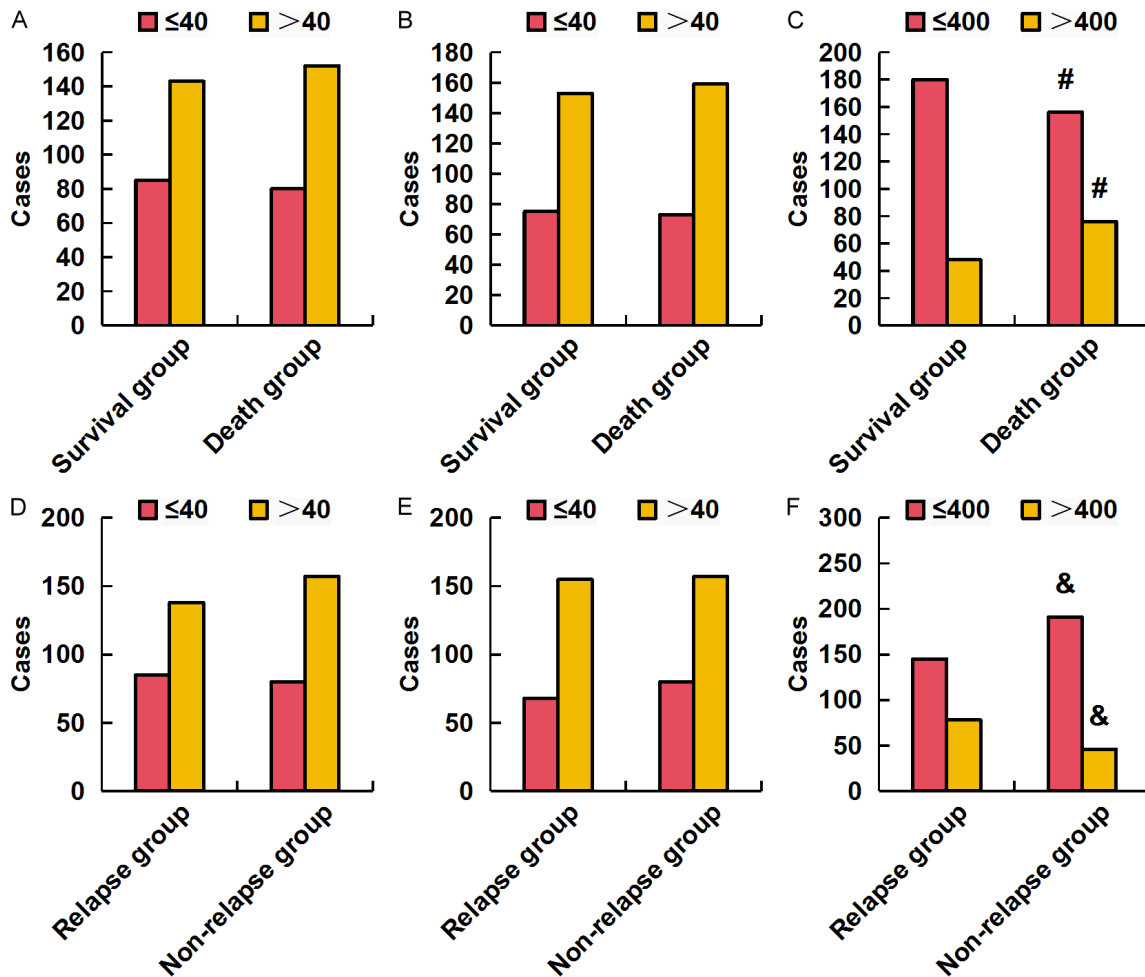 A ≤40 >40
Cases
160
140
120
100
80
60
40
20
0
Survival group
Death group
B ≤40 >40
Cases
180
160
140
120
100
80
60
40
20
0
Survival group
Death group
C ≤400 >400
Cases
200
180
160
140
120
100
80
60
40
20
0
#
#
Survival group
Death group
D ≤40 >40
Cases
200
150
100
50
0
Relapse group
Non-relapse group
E ≤40 >40
Cases
200
150
100
50
0
Relapse group
Non-relapse group
F ≤400 >400
Cases
300
250
200
150
100
50
0
&
&
Relapse group
Non-relapse group